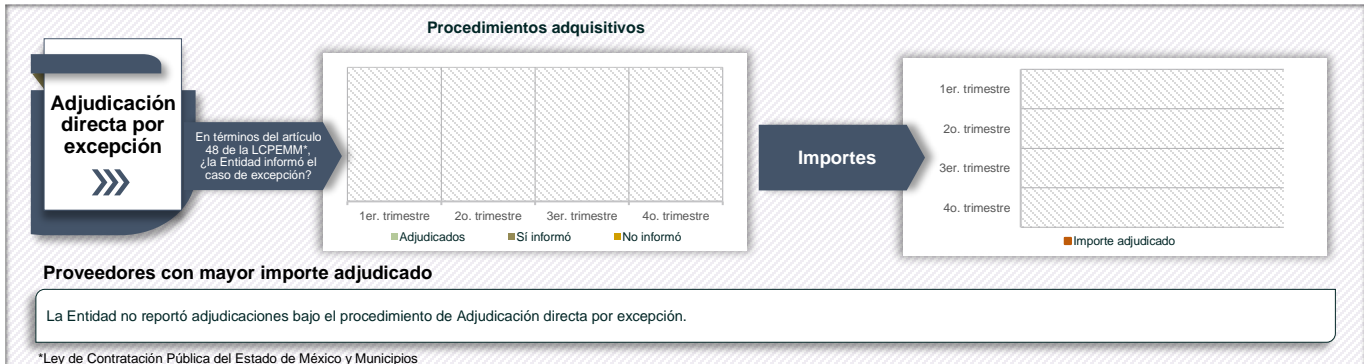 Procedimientos adquisitivos
Adjudicación
directa por
excepción
En términos del artículo
48 de la LCPEMM*,
¿la Entidad informó el
caso de excepción?
1er. trimestre
2o. trimestre
3er. trimestre
4o. trimestre
Adjudicados
Sí informó
No informó
Importes
1er. trimestre
2o. trimestre
3er. trimestre
4o. trimestre
Importe adjudicado
Proveedores con mayor importe adjudicado
La Entidad no reportó adjudicaciones bajo el procedimiento de Adjudicación directa por excepción.
*Ley de Contratación Pública del Estado de México y Municipios